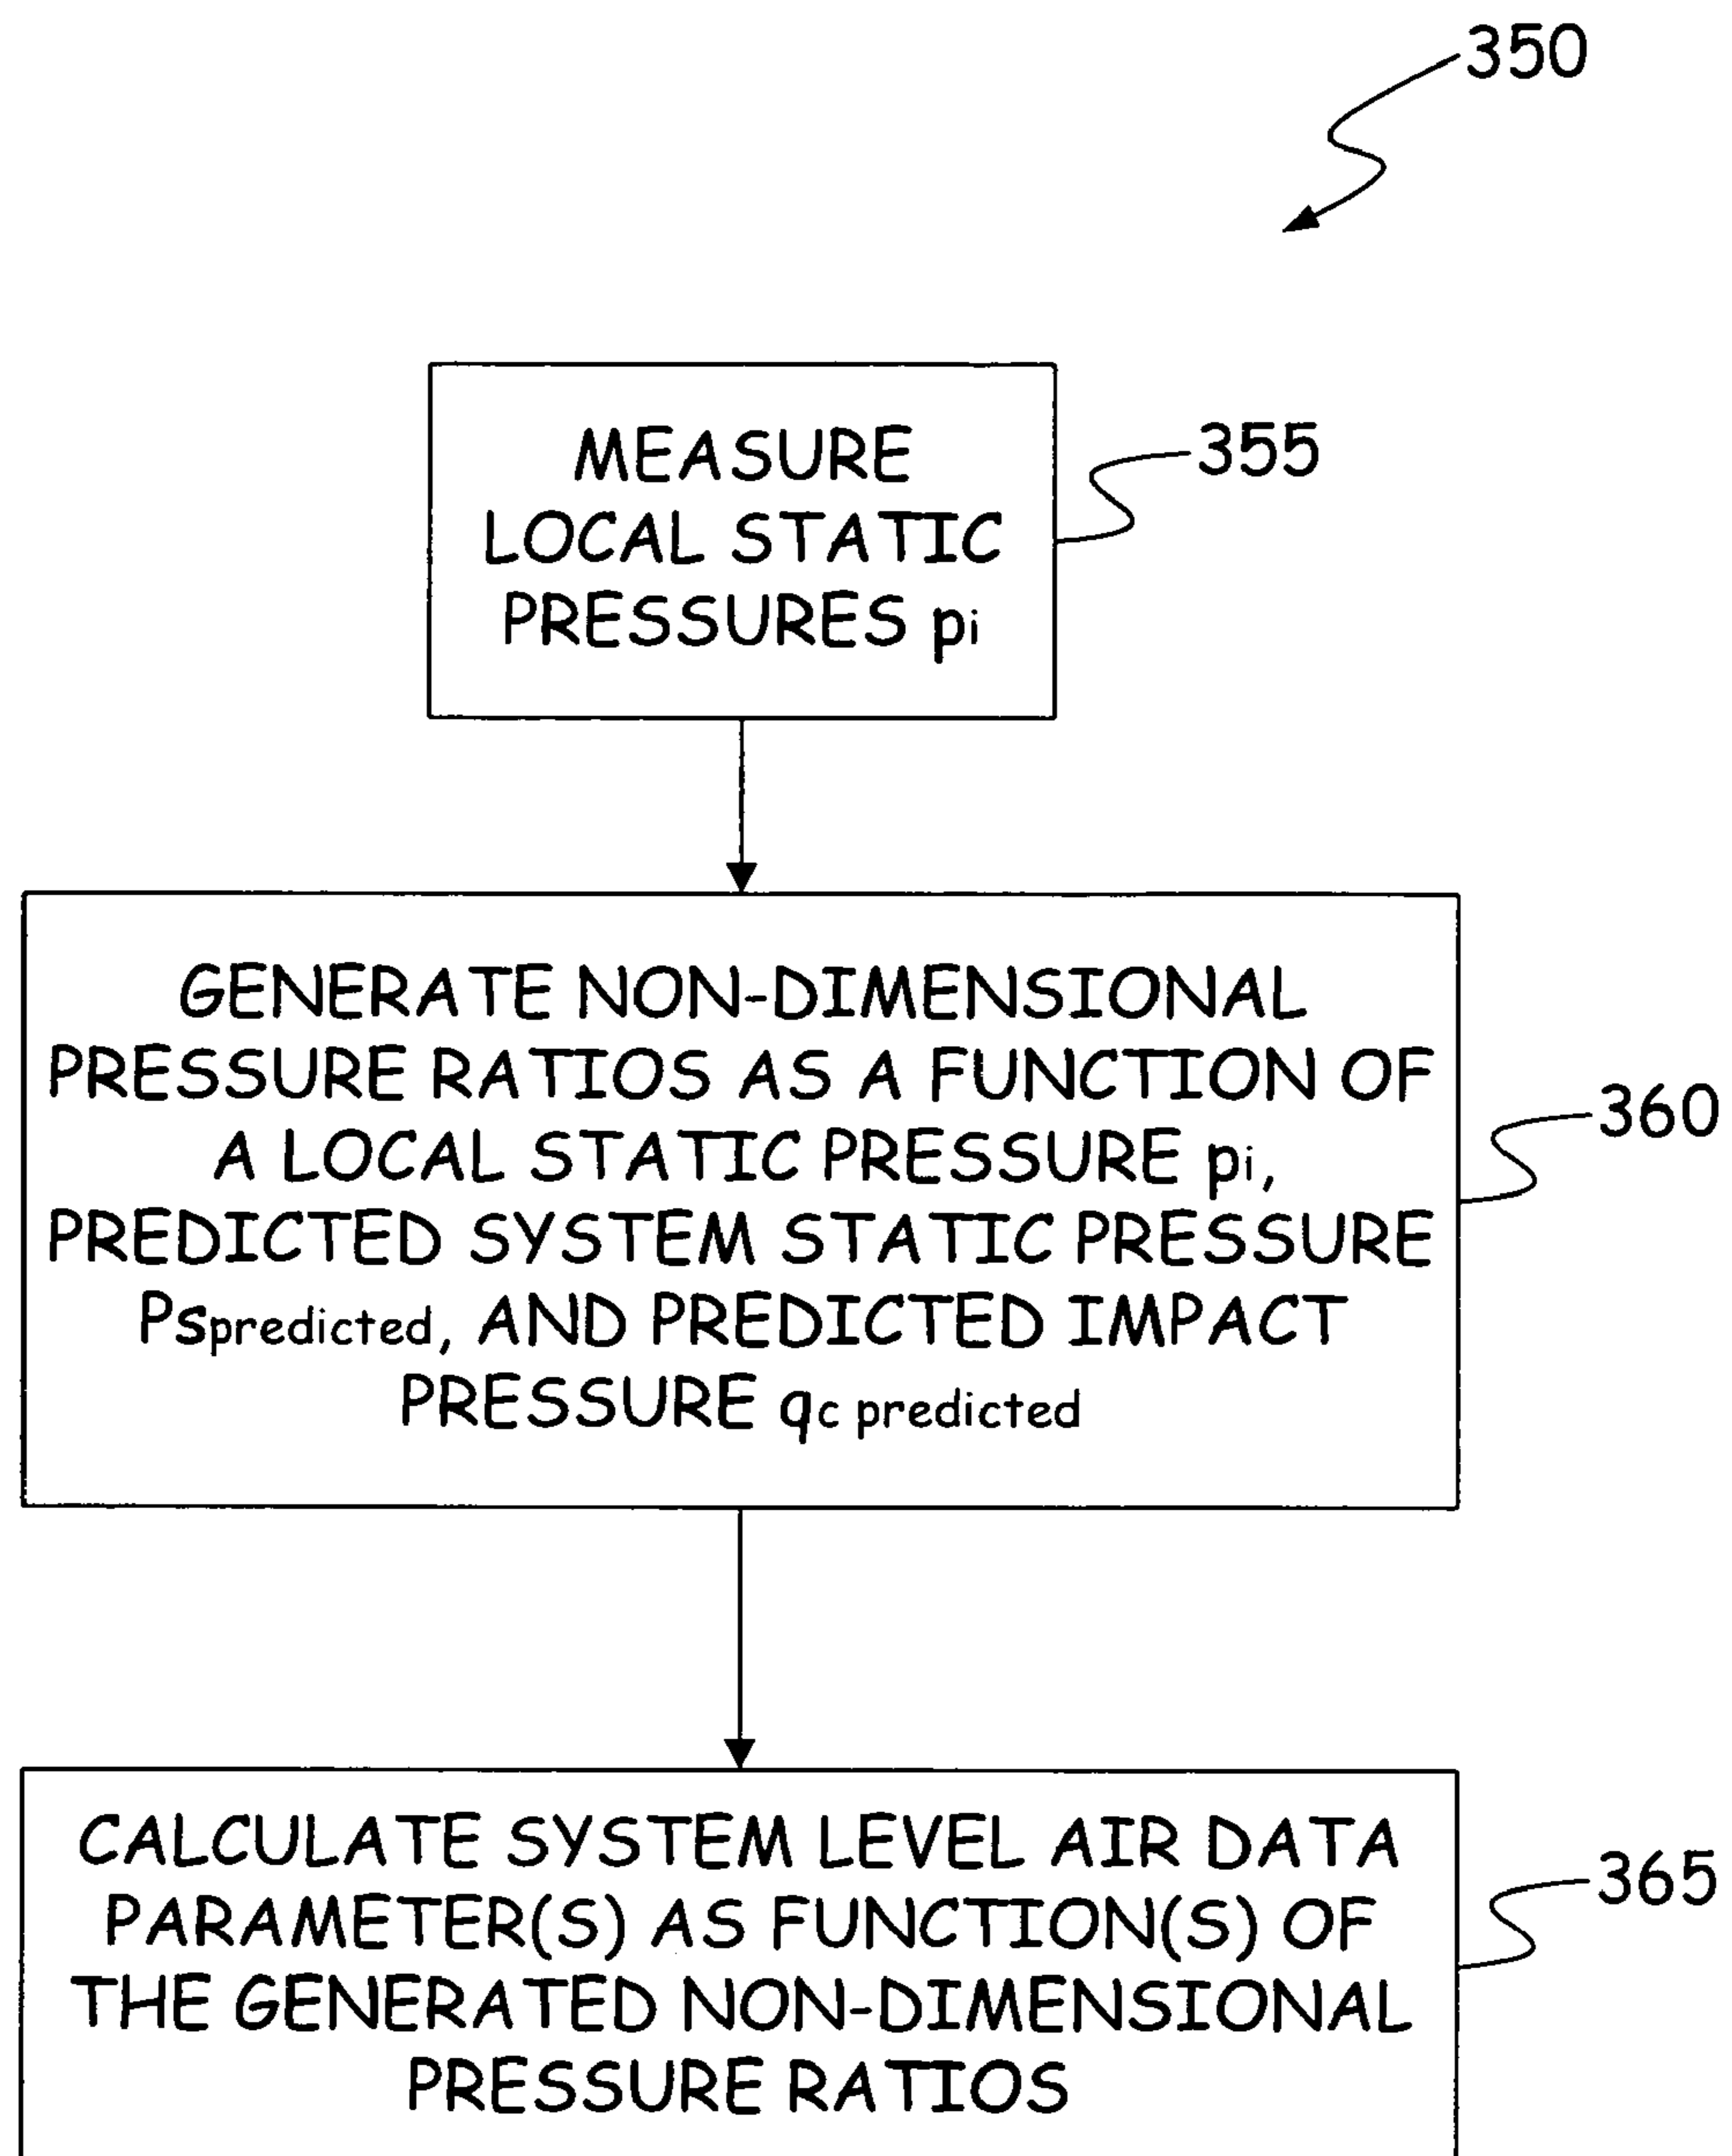 350
MEASURE
LOCAL STATIC
PRESSURES pi
355
GENERATE NON-DIMENSIONAL
PRESSURE RATIOS AS A FUNCTION OF
A LOCAL STATIC PRESSURE pi,
PREDICTED SYSTEM STATIC PRESSURE
Pspredicted, AND PREDICTED IMPACT
PRESSURE qc predicted
360
CALCULATE SYSTEM LEVEL AIR DATA
PARAMETER(S) AS FUNCTION(S) OF
THE GENERATED NON-DIMENSIONAL
PRESSURE RATIOS
365